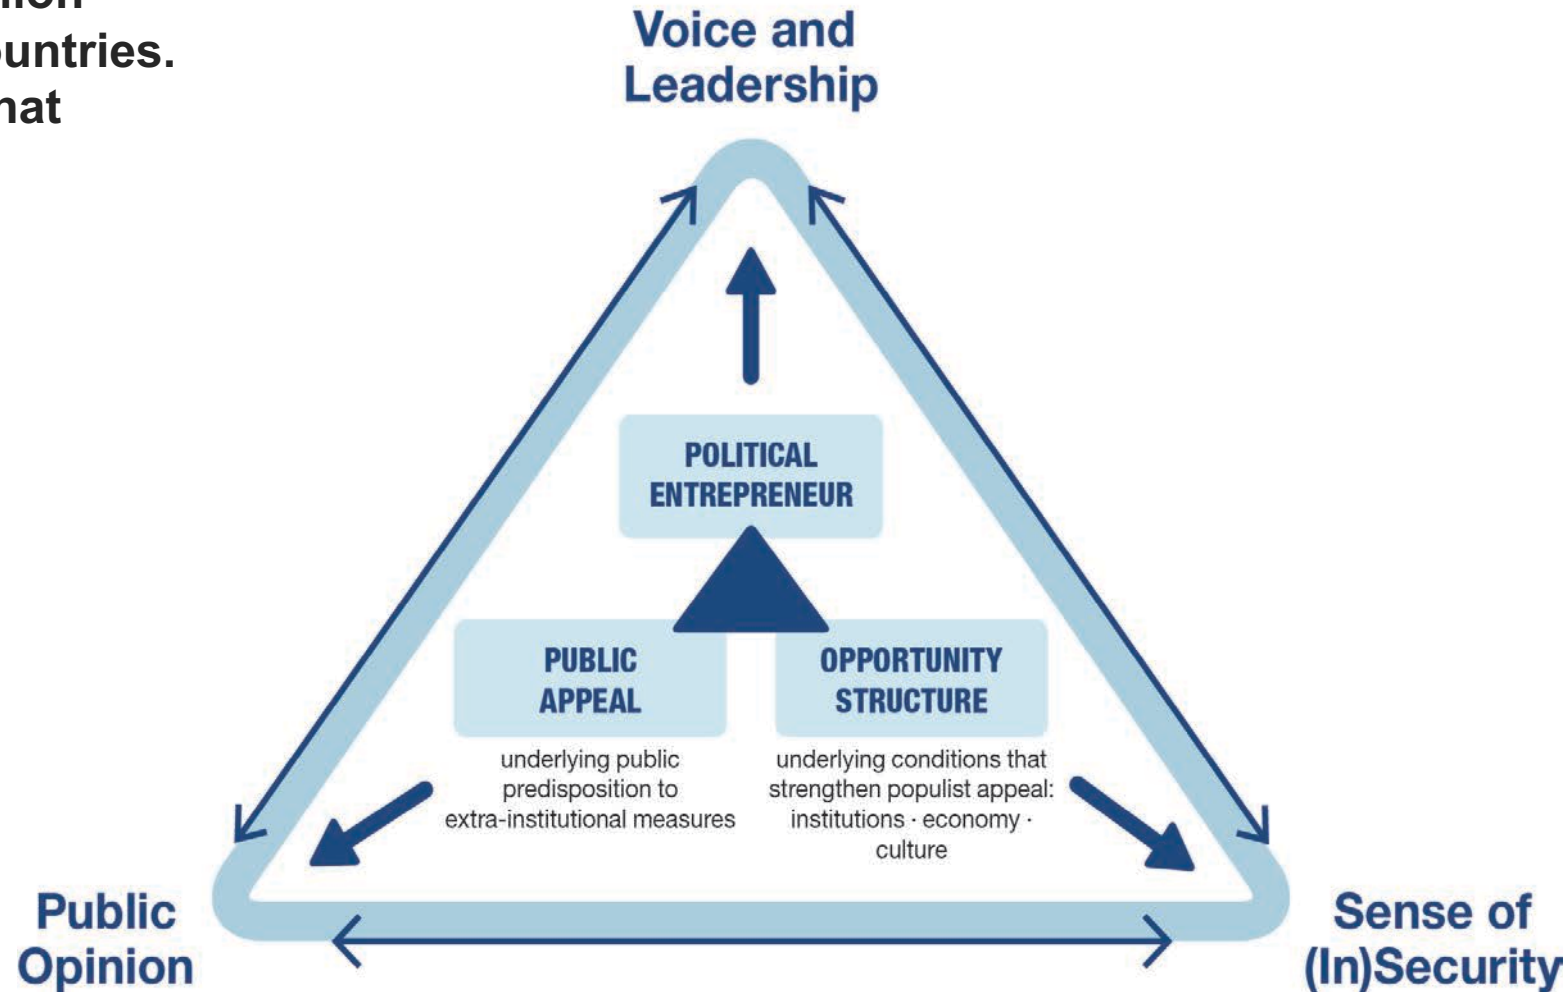 ountries.
hat
Voice and
Leadership
POLITICAL
ENTREPRENEUR
PUBLIC
APPEAL
underlying public
predisposition to
extra-institutional measures
OPPORTUNITY
STRUCTURE
underlying conditions that
strengthen populist appeal:
institutions · economy ·
culture
Public
Opinion
Sense of
(In)Security